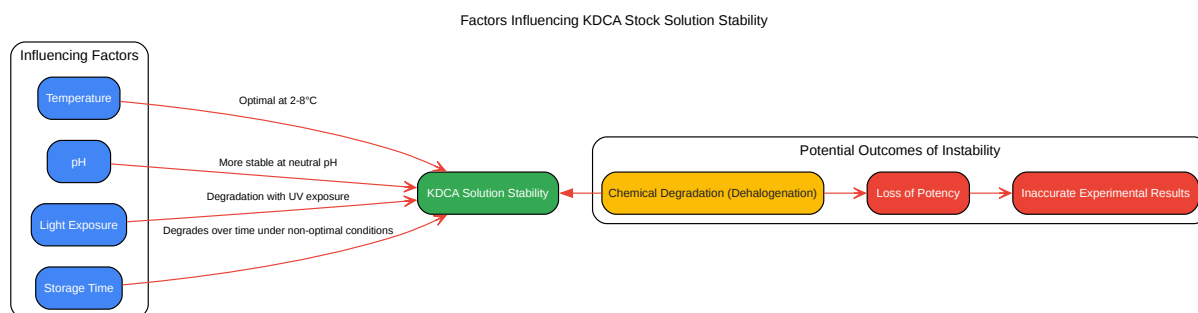 Factors Influencing KDCA Stock Solution Stability
Influencing Factors
Temperature
pH
Light Exposure
Storage Time
Optimal at 2-8°C
More stable at neutral pH
Degradation with UV exposure
Degrades over time under non-optimal conditions
KDCA Solution Stability
Potential Outcomes of Instability
Chemical Degradation (Dehalogenation)
Loss of Potency
Inaccurate Experimental Results